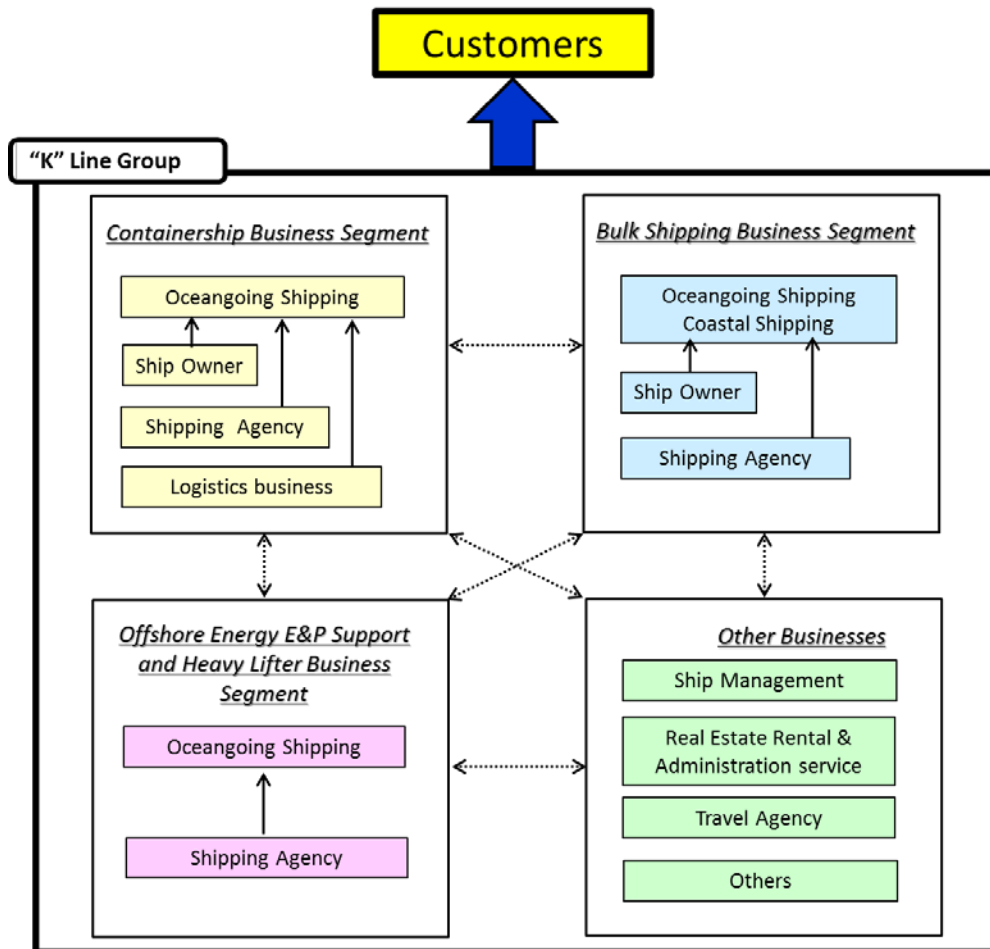 Customers
“K” Line Group
Containership Business Segment
Oceangoing Shipping
Ship Owner
Shipping Agency
Logistics business
Bulk Shipping Business Segment
Oceangoing Shipping
Coastal Shipping
Ship Owner
Shipping Agency
Offshore Energy E&P Support
and Heavy Lifter Business
Segment
Oceangoing Shipping
Shipping Agency
Other Businesses
Ship Management
Real Estate Rental &
Administration service
Travel Agency
Others